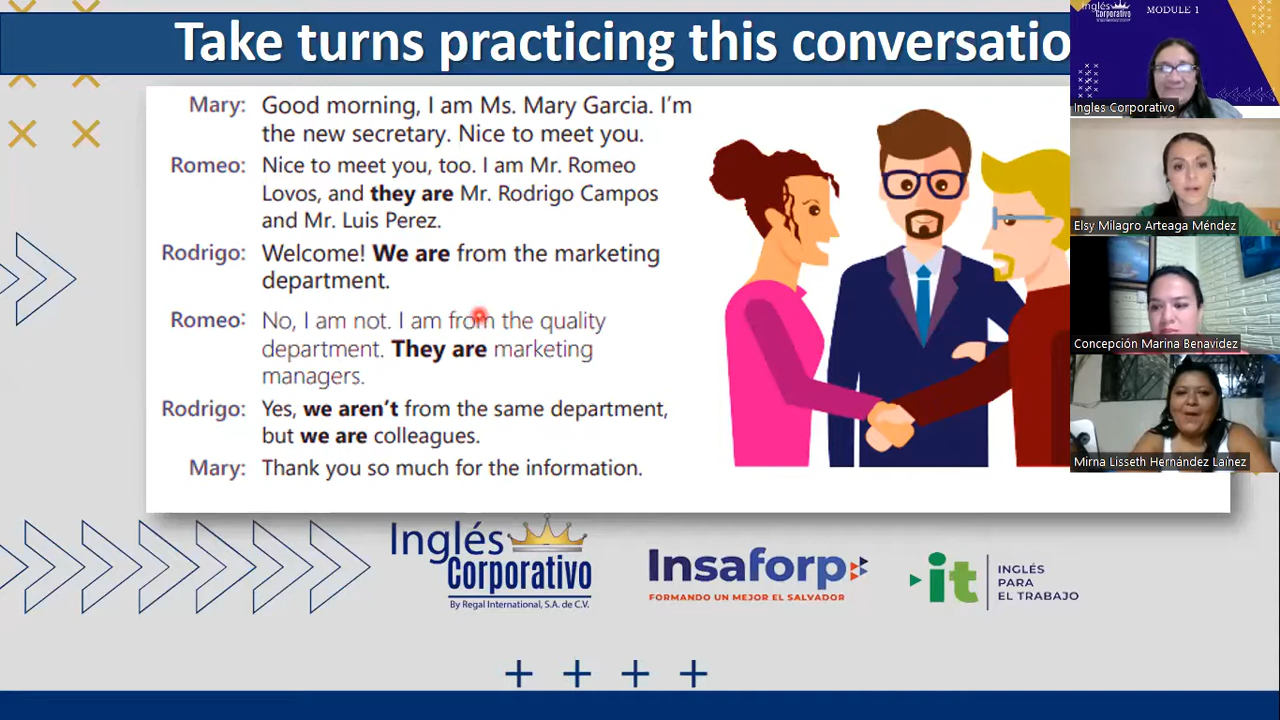 Take turns practicing this conversatio
Mary: Good morning, I am Ms. Mary Garcia. I'm
the new secretary. Nice to meet you.
Romeo: Nice to meet you, too. I am Mr. Romeo
Lovos, and they are Mr. Rodrigo Campos
and Mr. Luis Perez.
Rodrigo: Welcome! We are from the marketing
department.
Romeo: No, I am not. I am from the quality
department. They are marketing
managers.
Rodrigo: Yes, we aren't from the same department,
but we are colleagues.
Mary: Thank you so much for the information.
Inglés
Corporativo
By Regal International, S.A. de C.V.
Insaforp
FORMANDO UN MEJOR EL SALVADOR
it
INGLÉS
PARA
EL TRABAJO
Inglés
Corporativo
MODULE 1
Ingles Corporativo
Elsy Milagro Arteaga Méndez
Concepción Marina Benavidez
Mirna Lisseth Hernández Laínez